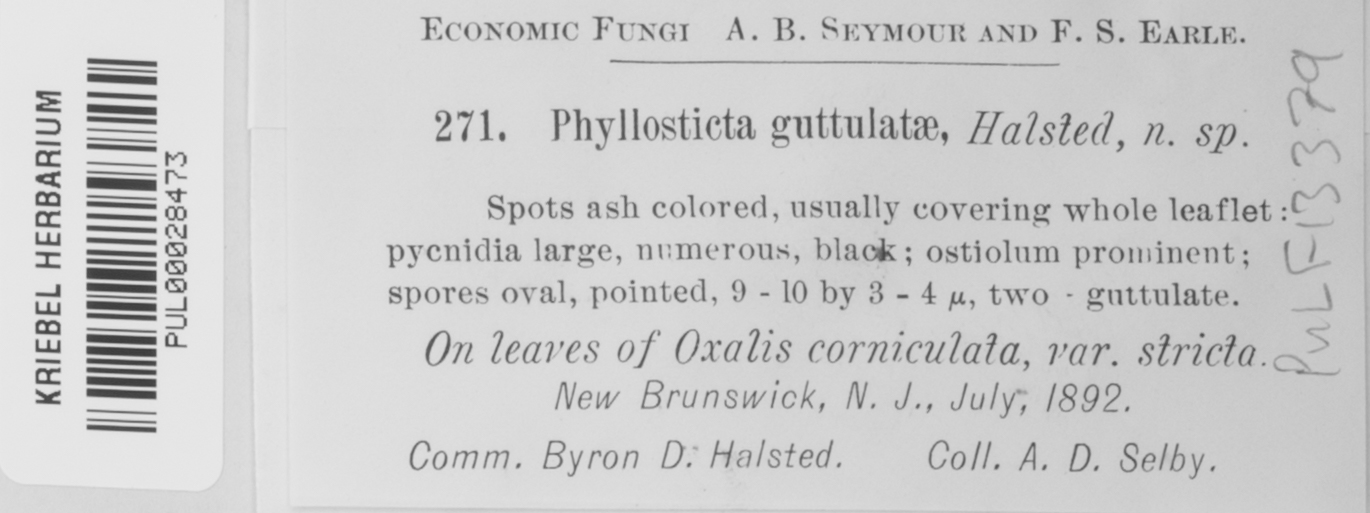 ECONOMIC FUNGI A. B. SEYMOUR AND F. S. EARLE.
271. Phyllosticta guttulatæ, Halsted, n. sp.
Spots ash colored, usually covering whole leaflet:
pycnidia large, numerous, black; ostiolum prominent;
spores oval, pointed, 9 - 10 by 3 - 4 µ, two - guttulate.
On leaves of Oxalis corniculata, var. stricta.
New Brunswick, N. J., July, 1892.
Comm. Byron D. Halsted. Coll. A. D. Selby.
KRIEBEL HERBARIUM
PUL00028473
PUL F13379